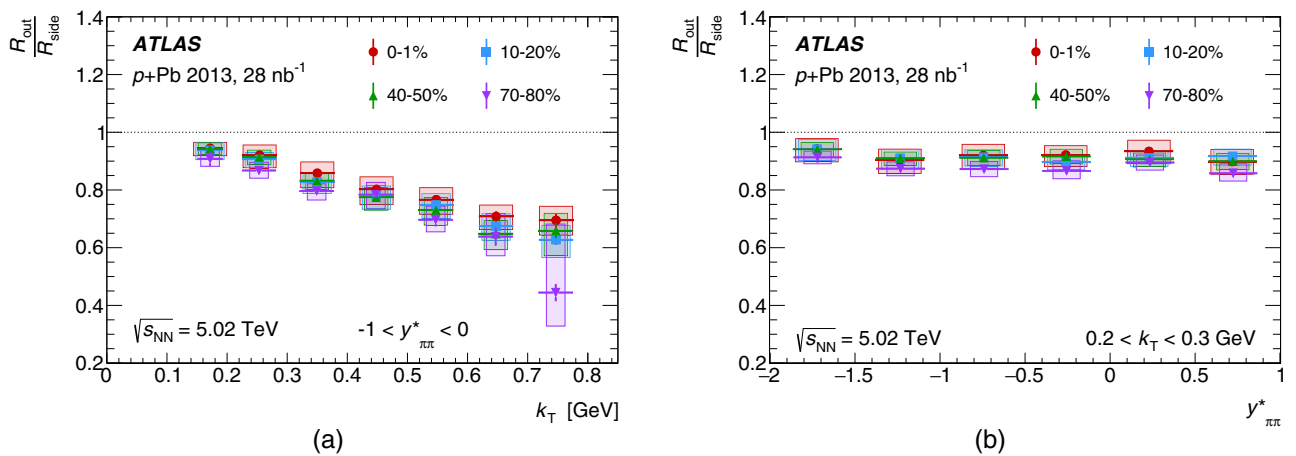 R_out/R_side
1.4
1.2
1
0.8
0.6
0.4
0.2
ATLAS
p+Pb 2013, 28 nb⁻¹
0-1%
10-20%
40-50%
70-80%
√s_NN = 5.02 TeV
-1 < y*_ππ < 0
0 0.1 0.2 0.3 0.4 0.5 0.6 0.7 0.8
k_T [GeV]
(a)
R_out/R_side
1.4
1.2
1
0.8
0.6
0.4
0.2
ATLAS
p+Pb 2013, 28 nb⁻¹
0-1%
10-20%
40-50%
70-80%
√s_NN = 5.02 TeV
0.2 < k_T < 0.3 GeV
−2 −1.5 −1 −0.5 0 0.5 1
y*_ππ
(b)